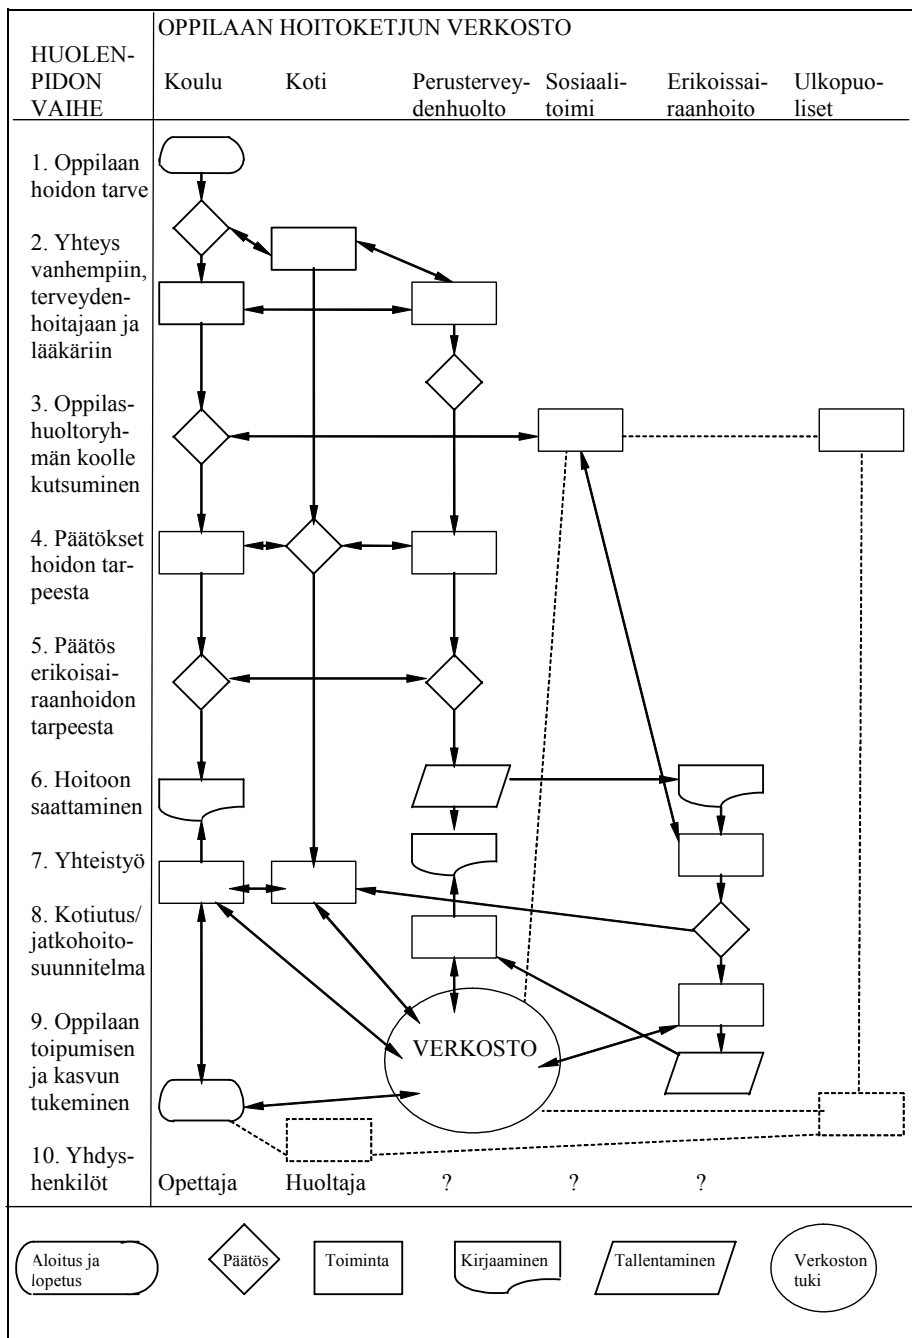 OPPILAAN HOITOKETJUN VERKOSTO
HUOLEN-
PIDON
VAIHE
Koulu
Koti
Perustervey-
denhuolto
Sosiaali-
toimi
Erikoissai-
raanhoito
Ulkopuo-
liset
1. Oppilaan
hoidon tarve
2. Yhteys
vanhempiin,
terveyden-
hoitajaan ja
lääkäriin
3. Oppilas-
huoltoryh-
män koolle
kutsuminen
4. Päätökset
hoidon tar-
peesta
5. Päätös
erikoisai-
raanhoidon
tarpeesta
6. Hoitoon
saattaminen
7. Yhteistyö
8. Kotiutus/
jatkohoito-
suunnitelma
9. Oppilaan
toipumisen
ja kasvun
tukeminen
VERKOSTO
10. Yhdys-
henkilöt
Opettaja
Huoltaja
?
?
?
Aloitus ja
lopetus
Päätös
Toiminta
Kirjaaminen
Tallentaminen
Verkoston
tuki